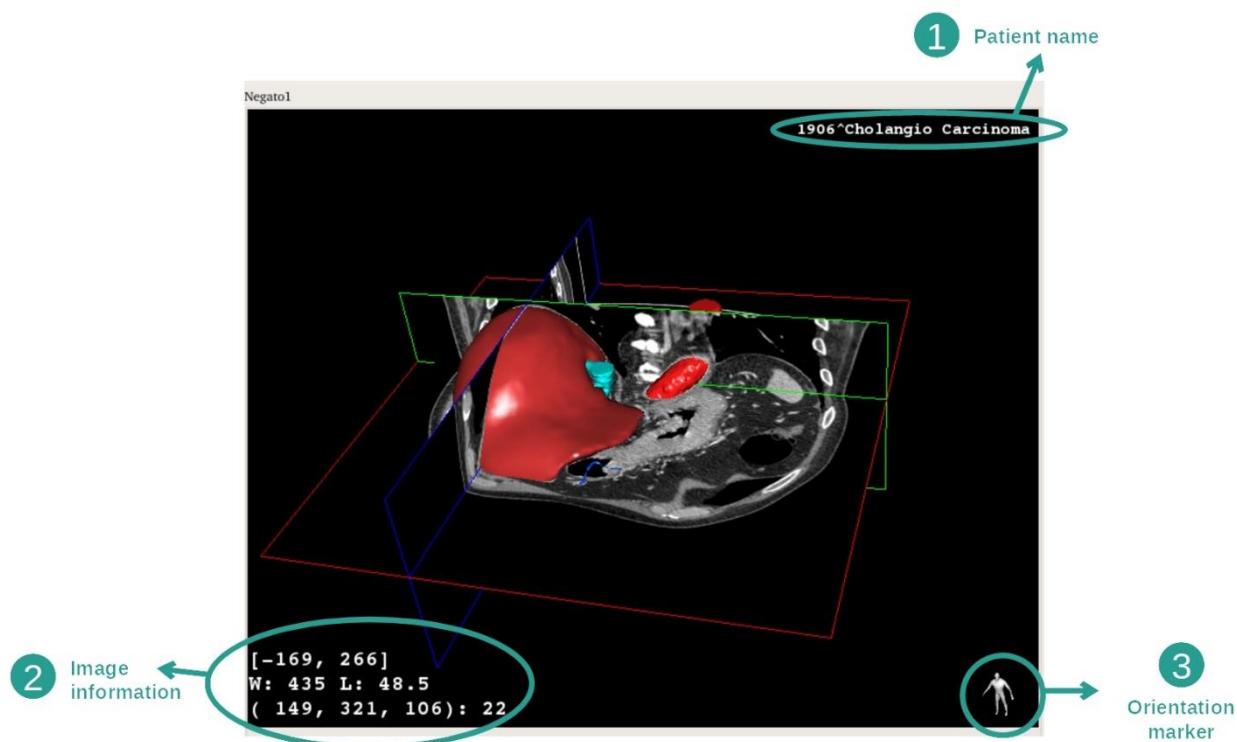 1 Patient name
Negato1
1906^Cholangio Carcinoma
[-169, 266]
W: 435 L: 48.5
( 149, 321, 106): 22
2 Image
information
3
Orientation
marker